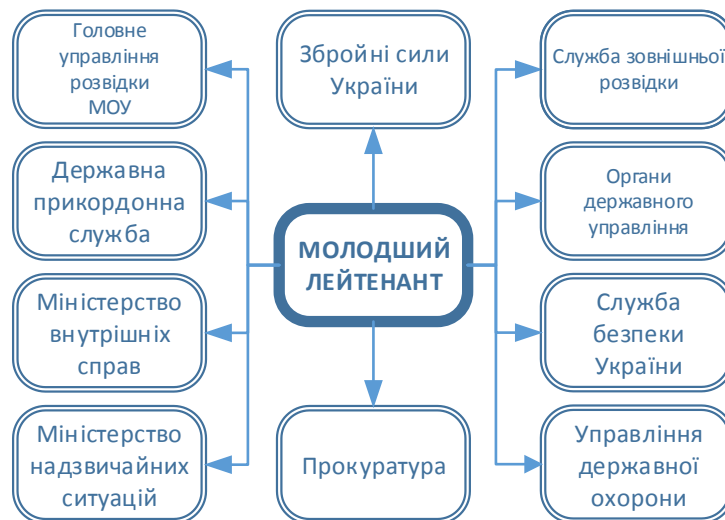 Головне
управління
розвідки
МОУ
Збройні сили
України
Служба зовнішньої
розвідки
Державна
прикордонна
служба
МОЛОДШИЙ
ЛЕЙТЕНАНТ
Органи
державного
управління
Міністерство
внутрішніх
справ
Служба
безпеки
України
Міністерство
надзвичайних
ситуацій
Прокуратура
Управління
державної
охорони